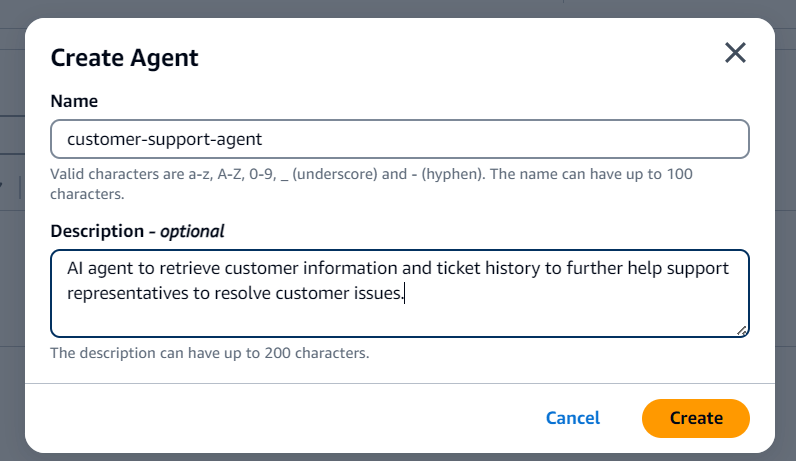 Create Agent
Name
customer-support-agent
Valid characters are a-z, A-Z, 0-9, _ (underscore) and - (hyphen). The name can have up to 100
characters.
Description - optional
AI agent to retrieve customer information and ticket history to further help support
representatives to resolve customer issues.
The description can have up to 200 characters.
Cancel
Create